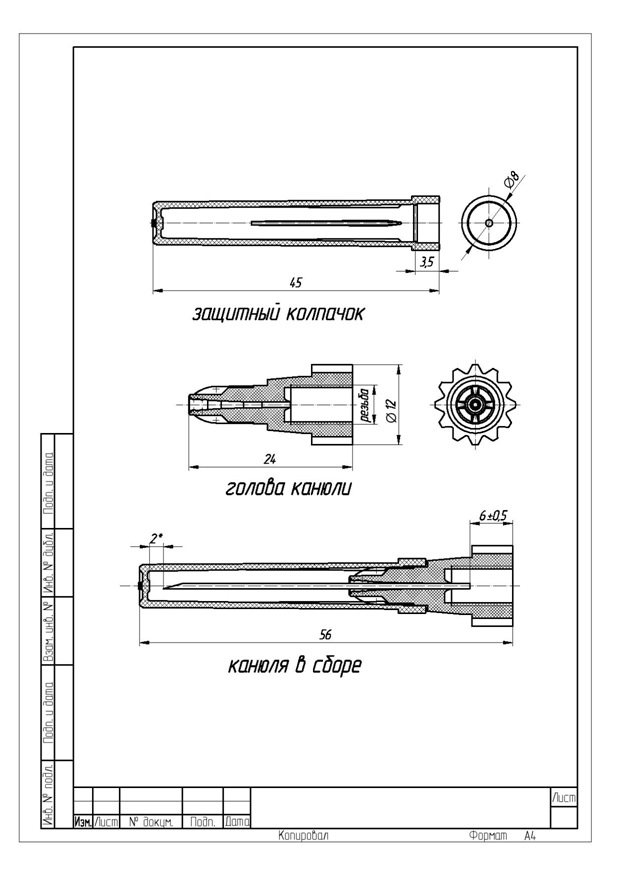 Ø8
3,5
45
защитный колпачок
резьба
Ø12
24
голова канюли
6±0,5
2*
56
канюля в сборе
Подп. и дата
Инв. № дубл.
Взам. инв. №
Подп. и дата
Инв. № подл.
Изм. Лист № докум. Подп. Дата
Лист
Копировал Формат А4